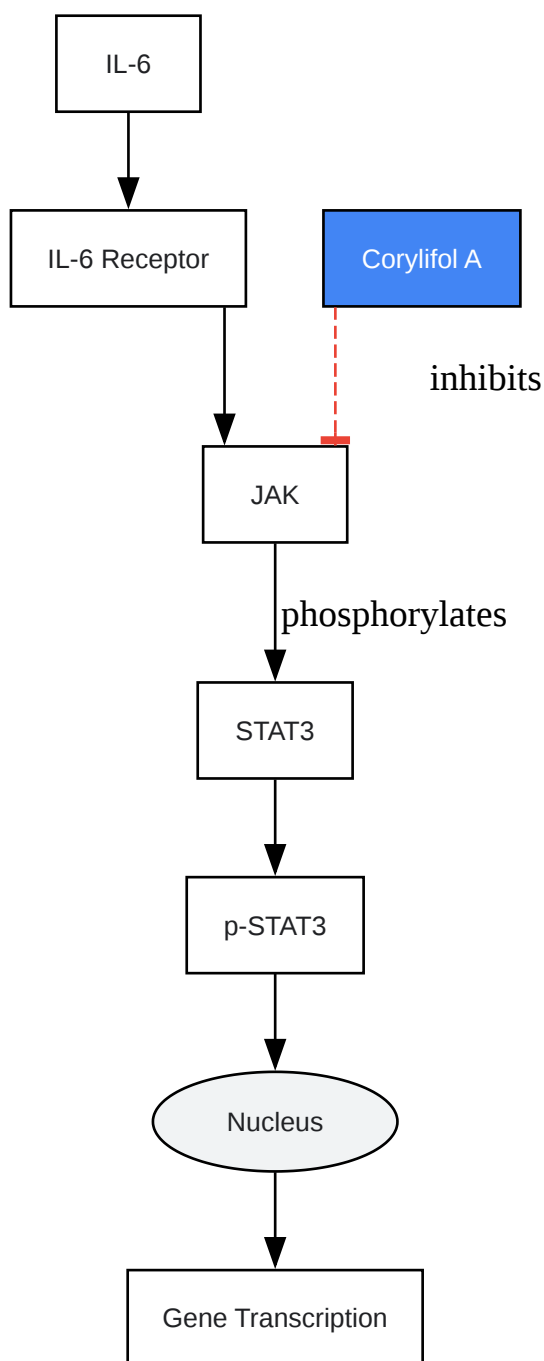 IL-6
IL-6 Receptor
Corylifol A
inhibits
JAK
phosphorylates
STAT3
p-STAT3
Nucleus
Gene Transcription